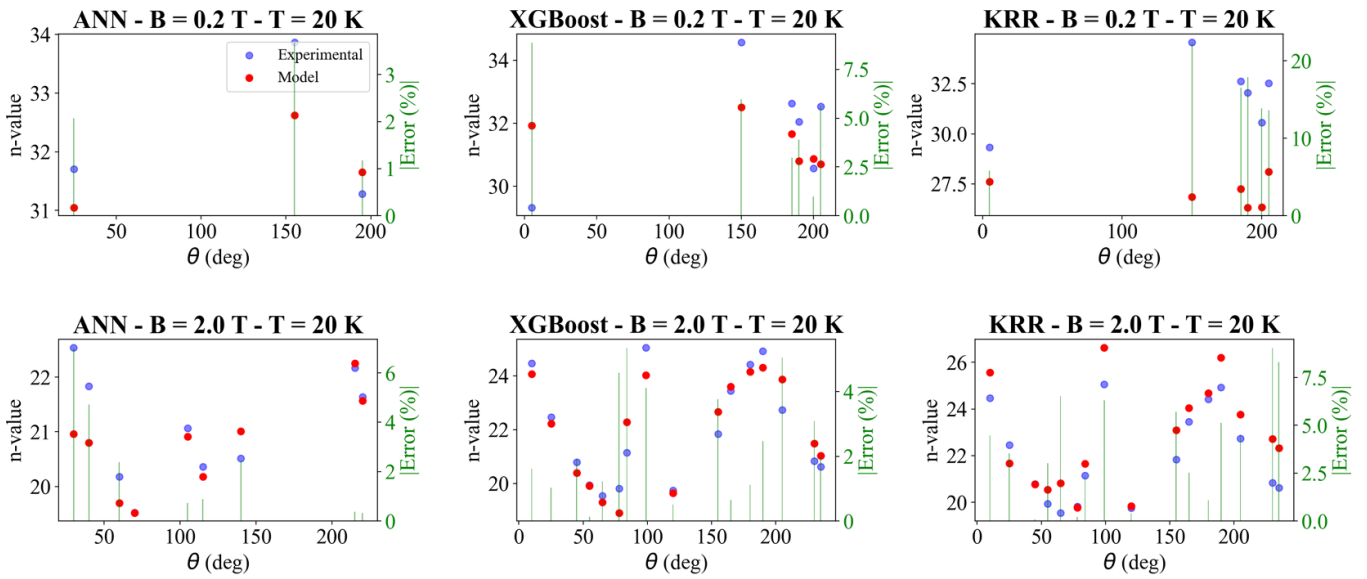 ANN - B = 0.2 T - T = 20 K
34
33
32
31
n-value
50
100
150
200
θ (deg)
3
2
1
0
|Error (%)|
Experimental
Model
XGBoost - B = 0.2 T - T = 20 K
34
32
30
n-value
0
50
100
150
200
θ (deg)
7.5
5.0
2.5
0.0
|Error (%)|
KRR - B = 0.2 T - T = 20 K
32.5
30.0
27.5
n-value
0
100
200
θ (deg)
20
10
0
|Error (%)|
ANN - B = 2.0 T - T = 20 K
22
21
20
n-value
50
100
150
200
θ (deg)
6
4
2
0
|Error (%)|
XGBoost - B = 2.0 T - T = 20 K
24
22
20
n-value
0
50
100
150
200
θ (deg)
4
2
0
|Error (%)|
KRR - B = 2.0 T - T = 20 K
26
24
22
20
n-value
0
50
100
150
200
θ (deg)
7.5
5.0
2.5
0.0
|Error (%)|